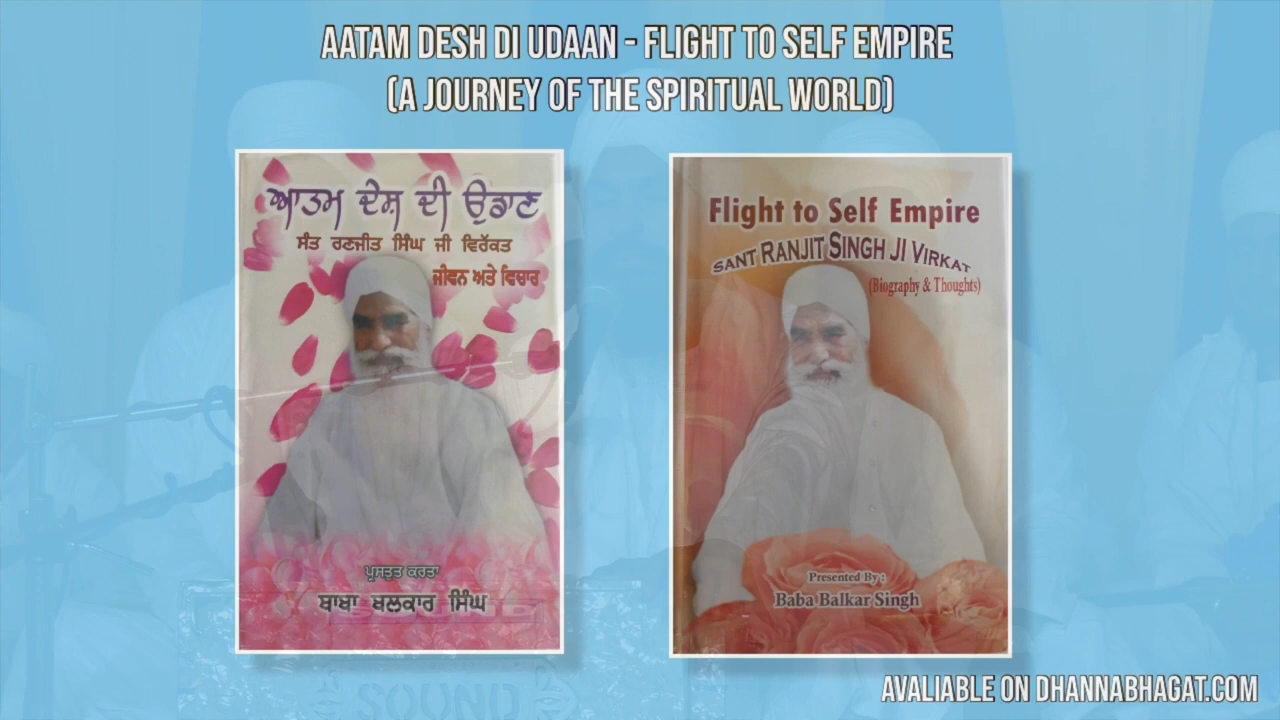 AATAM DESH DI UDAAN - FLIGHT TO SELF EMPIRE
(A JOURNEY OF THE SPIRITUAL WORLD)
ਆਤਮ ਦੇਸ਼ ਦੀ ਉਡਾਣ
ਸੰਤ ਰਣਜੀਤ ਸਿੰਘ ਜੀ ਵਿਰੱਕਤ
ਜੀਵਨ ਅਤੇ ਵਿਚਾਰ
ਪ੍ਰਸਤੁਤ ਕਰਤਾ
ਬਾਬਾ ਬਲਕਾਰ ਸਿੰਘ
Flight to Self Empire
SANT RANJIT SINGH JI VIRKAT
(Biography & Thoughts)
Presented By :
Baba Balkar Singh
SOUND
AVALIABLE ON DHANNABHAGAT.COM